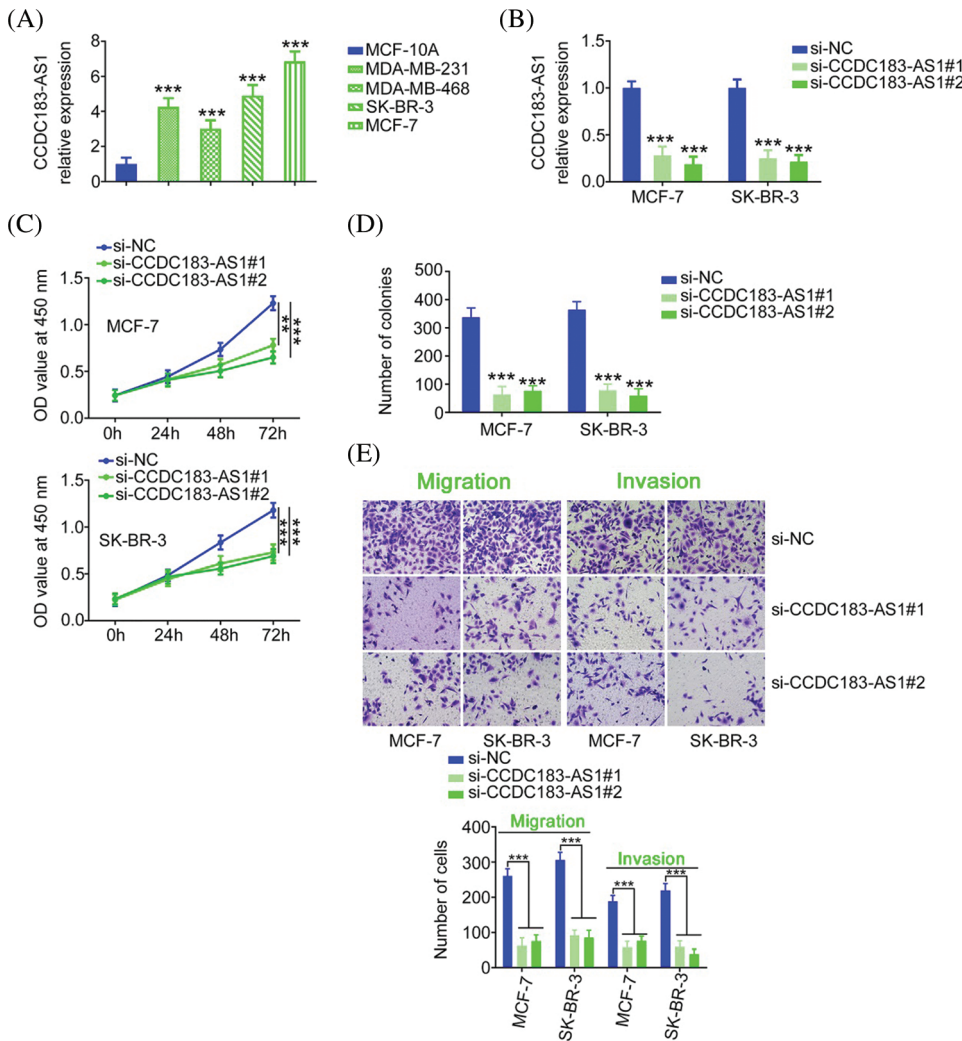 (A)
CCDC183-AS1
relative expression
8
6
4
2
0
***
***
***
***
MCF-10A
MDA-MB-231
MDA-MB-468
SK-BR-3
MCF-7
(B)
CCDC183-AS1
relative expression
1.5
1.0
0.5
0.0
*** ***
*** ***
MCF-7
SK-BR-3
si-NC
si-CCDC183-AS1#1
si-CCDC183-AS1#2
(C)
si-NC
si-CCDC183-AS1#1
si-CCDC183-AS1#2
OD value at 450 nm
1.5
1.0
0.5
0.0
MCF-7
**
***
0h 24h 48h 72h
si-NC
si-CCDC183-AS1#1
si-CCDC183-AS1#2
OD value at 450 nm
1.5
1.0
0.5
0.0
SK-BR-3
***
***
0h 24h 48h 72h
(D)
Number of colonies
500
400
300
200
100
0
*** ***
*** ***
MCF-7
SK-BR-3
si-NC
si-CCDC183-AS1#1
si-CCDC183-AS1#2
(E)
Migration Invasion
si-NC
si-CCDC183-AS1#1
si-CCDC183-AS1#2
MCF-7 SK-BR-3 MCF-7 SK-BR-3
si-NC
si-CCDC183-AS1#1
si-CCDC183-AS1#2
Number of cells
400
300
200
100
0
Migration
Invasion
***
***
***
***
MCF-7
SK-BR-3
MCF-7
SK-BR-3